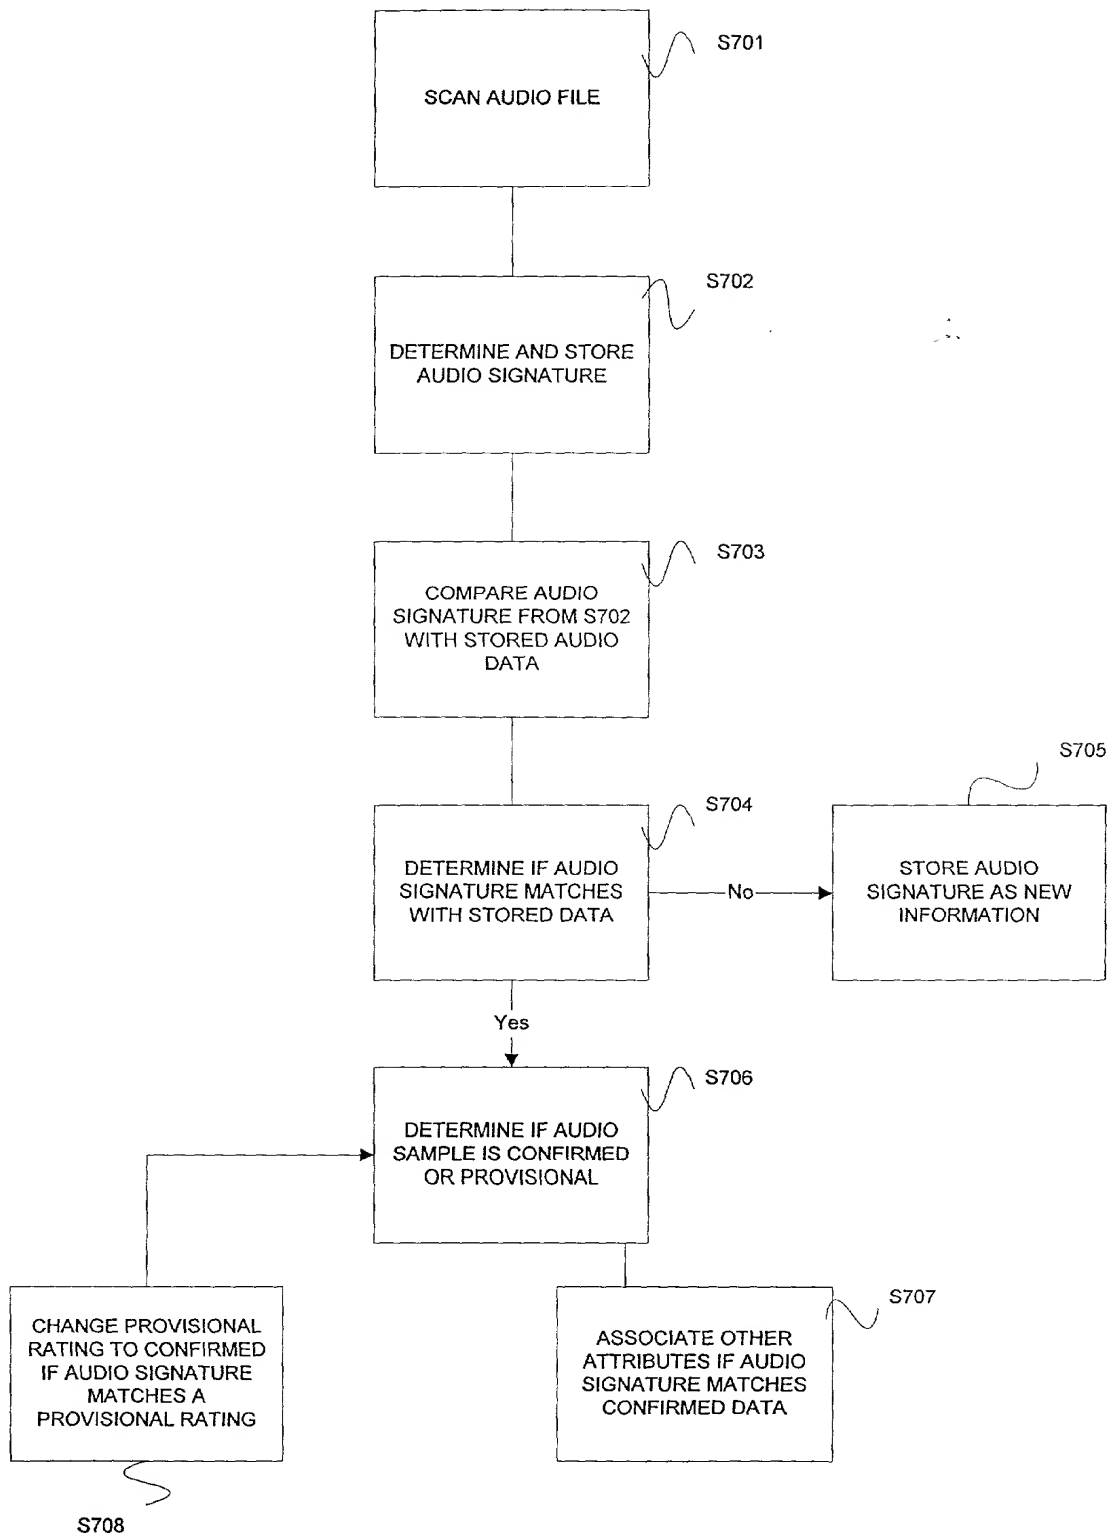 S701
SCAN AUDIO FILE
S702
DETERMINE AND STORE
AUDIO SIGNATURE
S703
COMPARE AUDIO
SIGNATURE FROM S702
WITH STORED AUDIO
DATA
S704
DETERMINE IF AUDIO
SIGNATURE MATCHES
WITH STORED DATA
No
S705
STORE AUDIO
SIGNATURE AS NEW
INFORMATION
Yes
S706
DETERMINE IF AUDIO
SAMPLE IS CONFIRMED
OR PROVISIONAL
CHANGE PROVISIONAL
RATING TO CONFIRMED
IF AUDIO SIGNATURE
MATCHES A
PROVISIONAL RATING
S708
S707
ASSOCIATE OTHER
ATTRIBUTES IF AUDIO
SIGNATURE MATCHES
CONFIRMED DATA